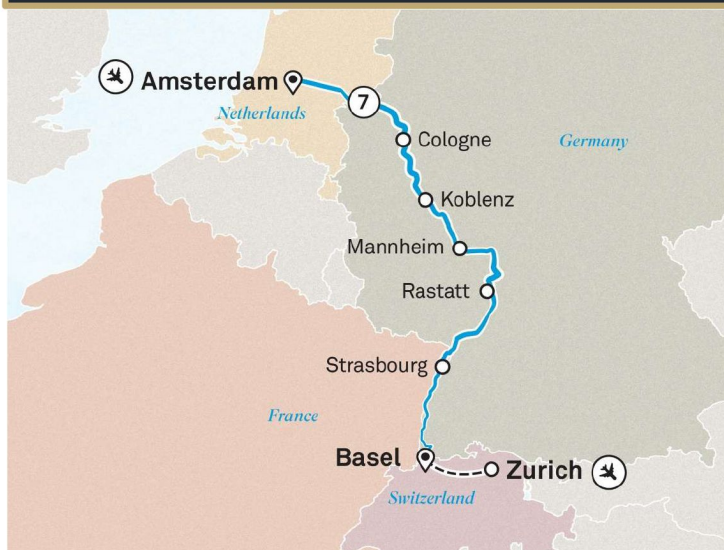 Amsterdam
Netherlands
7
Cologne
Germany
Koblenz
Mannheim
Rastatt
Strasbourg
France
Basel
Zurich
Switzerland